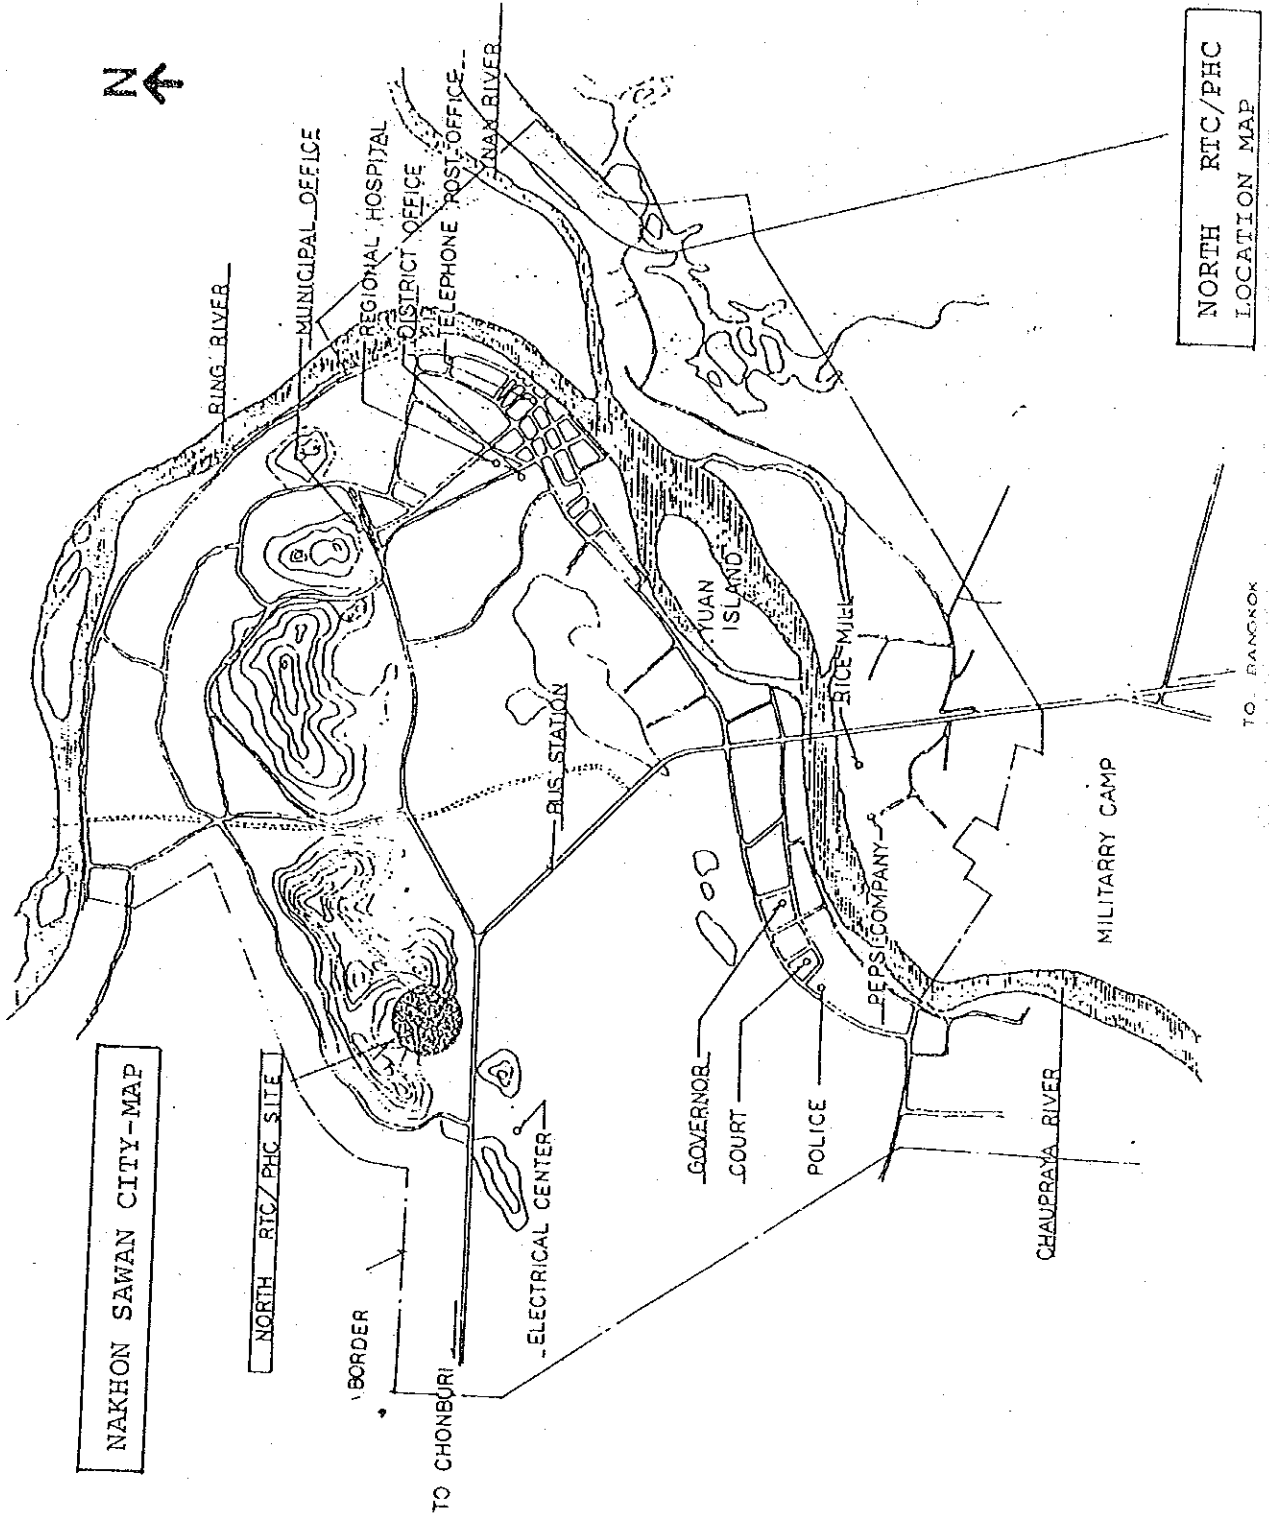 NAKHON SAWAN CITY-MAP
N
RING RIVER
MUNICIPAL OFFICE
REGIONAL HOSPITAL
DISTRICT OFFICE
TELEPHONE POST OFFICE
NAN RIVER
NORTH RTC/PHC SITE
BORDER
TO CHONBURI
ELECTRICAL CENTER
BUS STATION
YUAN
ISLAND
RICE MILL
GOVERNOR
COURT
POLICE
PEPSI COMPANY
CHAUPRAYA RIVER
MILITARRY CAMP
TO BANGKOK
NORTH RTC/PHC
LOCATION MAP